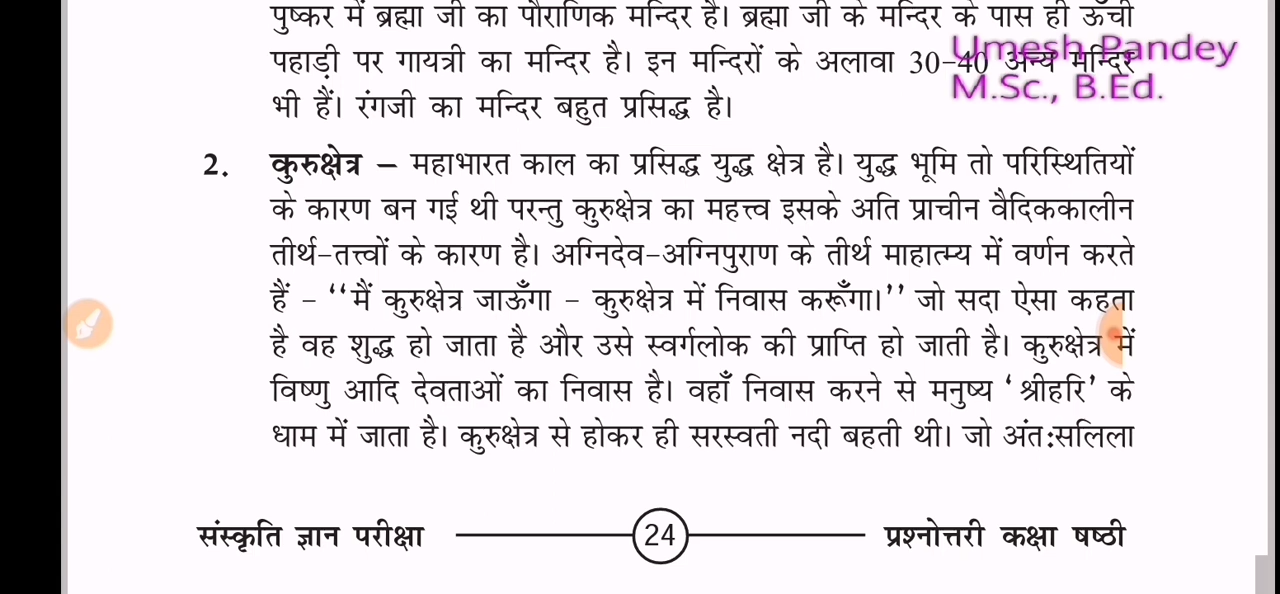 पुष्कर में ब्रह्मा जी का पौराणिक मन्दिर है। ब्रह्मा जी के मन्दिर के पास ही ऊँची
पहाड़ी पर गायत्री का मन्दिर है। इन मन्दिरों के अलावा 30-40 अन्य मन्दिर
भी हैं। रंगजी का मन्दिर बहुत प्रसिद्ध है।
Umesh Pandey
M.Sc., B.Ed.
2. कुरुक्षेत्र – महाभारत काल का प्रसिद्ध युद्ध क्षेत्र है। युद्ध भूमि तो परिस्थितियों
के कारण बन गई थी परन्तु कुरुक्षेत्र का महत्त्व इसके अति प्राचीन वैदिककालीन
तीर्थ-तत्त्वों के कारण है। अग्निदेव-अग्निपुराण के तीर्थ माहात्म्य में वर्णन करते
हैं - ‘‘मैं कुरुक्षेत्र जाऊँगा - कुरुक्षेत्र में निवास करूँगा।’’ जो सदा ऐसा कहता
है वह शुद्ध हो जाता है और उसे स्वर्गलोक की प्राप्ति हो जाती है। कुरुक्षेत्र में
विष्णु आदि देवताओं का निवास है। वहाँ निवास करने से मनुष्य ‘श्रीहरि’ के
धाम में जाता है। कुरुक्षेत्र से होकर ही सरस्वती नदी बहती थी। जो अंत:सलिला
संस्कृति ज्ञान परीक्षा 24 प्रश्नोत्तरी कक्षा षष्ठी